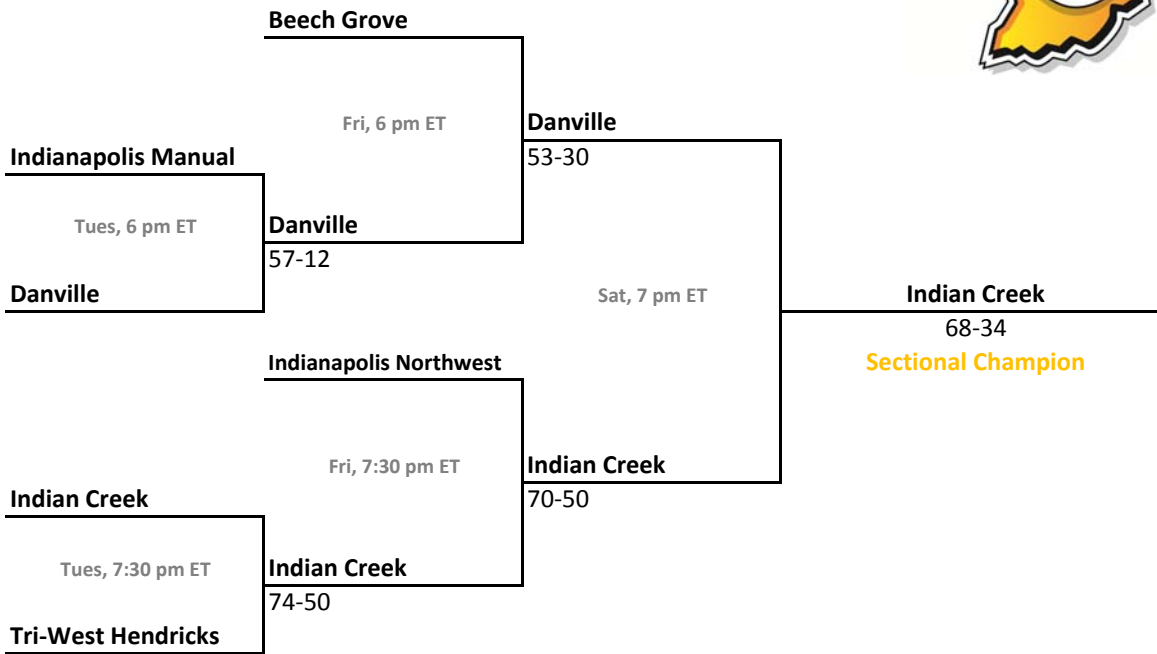 Beech Grove
Fri, 6 pm ET
Danville
53-30
Indianapolis Manual
Tues, 6 pm ET
Danville
57-12
Danville
Sat, 7 pm ET
Indian Creek
68-34
Sectional Champion
Indianapolis Northwest
Fri, 7:30 pm ET
Indian Creek
70-50
Indian Creek
Tues, 7:30 pm ET
Indian Creek
74-50
Tri-West Hendricks